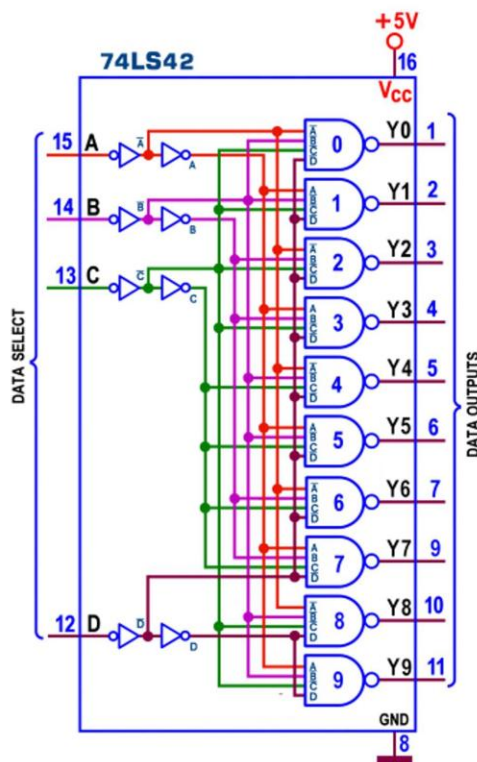 +5V
74LS42
16
VCC
15 A
A̅
A
A̅
B̅
C̅
D̅
0
Y0 1
14 B
B̅
B
A
B̅
C̅
D̅
1
Y1 2
13 C
C̅
C
A̅
B
C̅
D̅
2
Y2 3
A
B
C̅
D̅
3
Y3 4
DATA SELECT
A̅
B̅
C
D̅
4
Y4 5
DATA OUTPUTS
A
B̅
C
D̅
5
Y5 6
A̅
B
C
D̅
6
Y6 7
A
B
C
D̅
7
Y7 9
12 D
D̅
D
A̅
B̅
C̅
D
8
Y8 10
A
B̅
C̅
D
9
Y9 11
GND
8